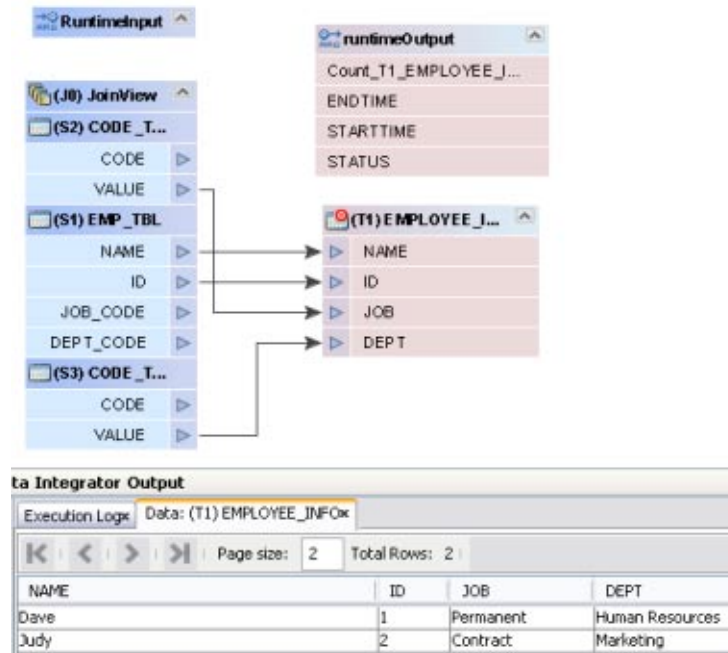 RuntimeInput
runtimeOutput
Count_T1_EMPLOYEE_I...
ENDTIME
STARTTIME
STATUS
(J0) JoinView
(S2) CODE_T...
CODE
VALUE
(S1) EMP_TBL
NAME
ID
JOB_CODE
DEPT_CODE
(S3) CODE_T...
CODE
VALUE
(T1) EMPLOYEE_I...
NAME
ID
JOB
DEPT
ta Integrator Output
Execution Log Data: (T1) EMPLOYEE_INFO
Page size: 2 Total Rows: 2
NAME ID JOB DEPT
Dave 1 Permanent Human Resources
Judy 2 Contract Marketing